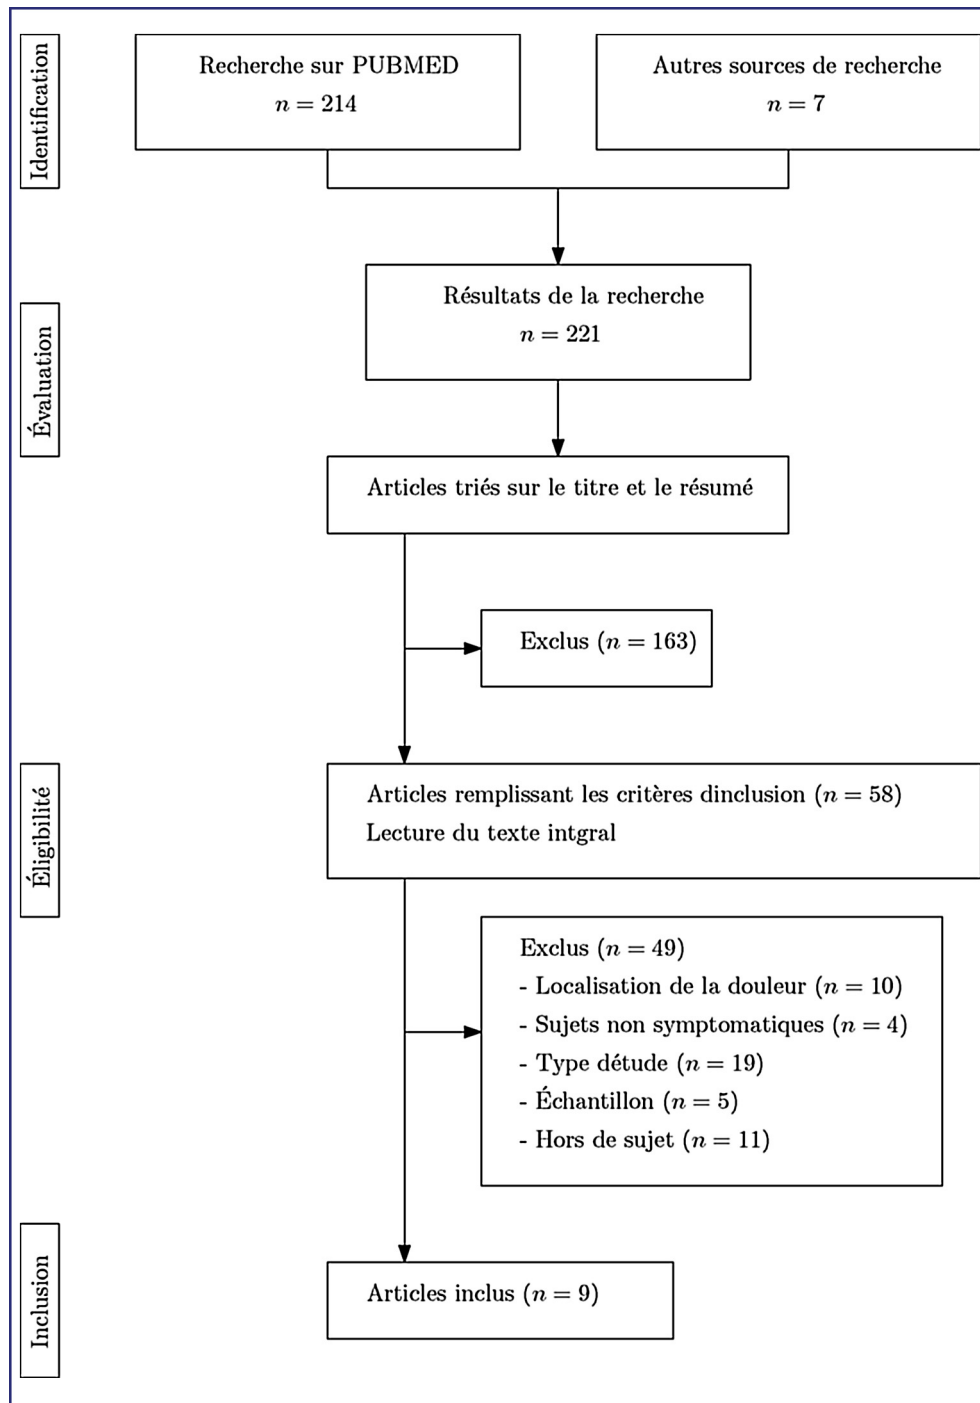 Identification
Recherche sur PUBMED
n = 214
Autres sources de recherche
n = 7
Évaluation
Résultats de la recherche
n = 221
Articles triés sur le titre et le résumé
Exclus (n = 163)
Éligibilité
Articles remplissant les critères dinclusion (n = 58)
Lecture du texte intgral
Exclus (n = 49)
- Localisation de la douleur (n = 10)
- Sujets non symptomatiques (n = 4)
- Type détude (n = 19)
- Échantillon (n = 5)
- Hors de sujet (n = 11)
Inclusion
Articles inclus (n = 9)